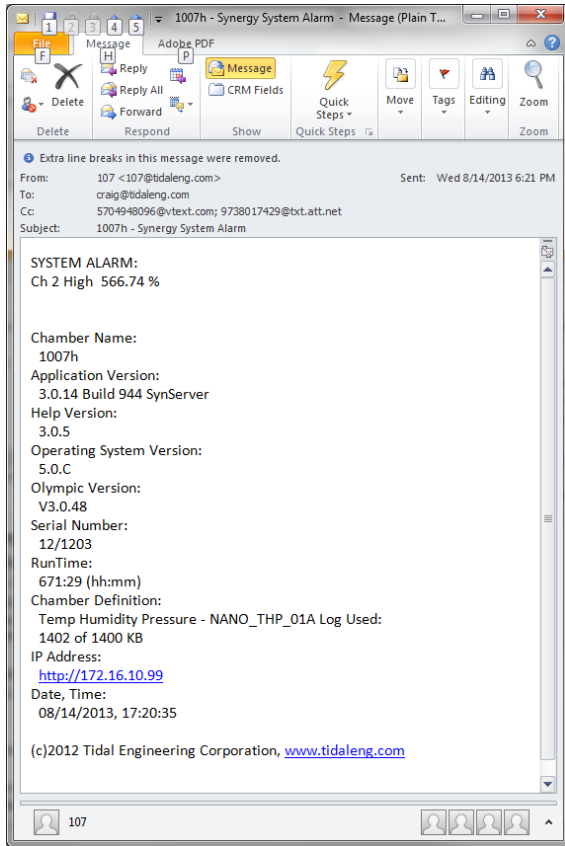 1007h - Synergy System Alarm - Message (Plain T...
1 2 3 4 5
File Message Adobe PDF
F H P
Delete
Reply
Reply All
Forward
Message
CRM Fields
Quick
Steps
Move
Tags
Editing
Zoom
Delete Respond Show Quick Steps Zoom
Extra line breaks in this message were removed.
From: 107 <107@tidaleng.com> Sent: Wed 8/14/2013 6:21 PM
To: craig@tidaleng.com
Cc: 5704948096@vtext.com; 9738017429@txt.att.net
Subject: 1007h - Synergy System Alarm
SYSTEM ALARM:
Ch 2 High 566.74 %
Chamber Name:
1007h
Application Version:
3.0.14 Build 944 SynServer
Help Version:
3.0.5
Operating System Version:
5.0.C
Olympic Version:
V3.0.48
Serial Number:
12/1203
RunTime:
671:29 (hh:mm)
Chamber Definition:
Temp Humidity Pressure - NANO_THP_01A Log Used:
1402 of 1400 KB
IP Address:
http://172.16.10.99
Date, Time:
08/14/2013, 17:20:35
(c)2012 Tidal Engineering Corporation, www.tidaleng.com
107